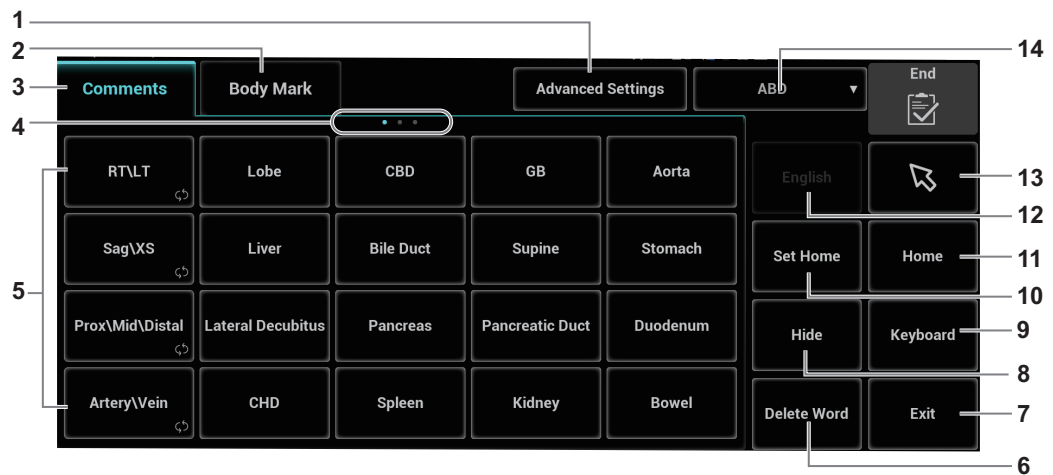 1
2
14
End
3
Comments
Body Mark
Advanced Settings
ABD
4
RT\LT
Lobe
CBD
GB
Aorta
English
13
12
Sag\XS
Liver
Bile Duct
Supine
Stomach
Set Home
Home
11
5
10
Prox\Mid\Distal
Lateral Decubitus
Pancreas
Pancreatic Duct
Duodenum
Hide
Keyboard
9
8
Artery\Vein
CHD
Spleen
Kidney
Bowel
Delete Word
Exit
7
6